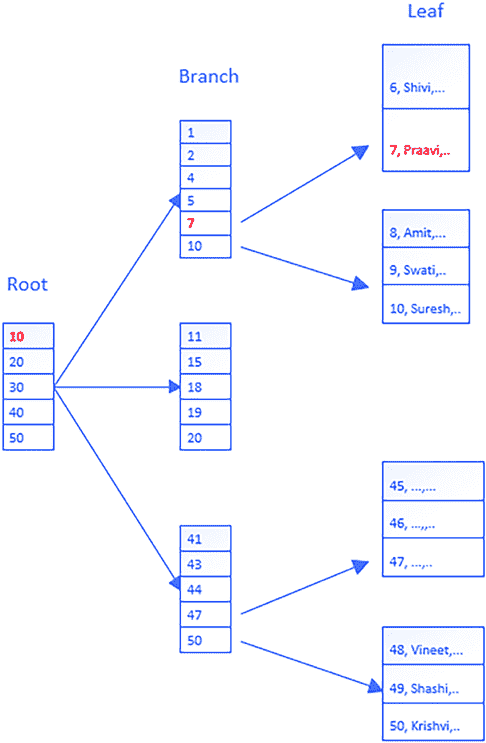 Leaf
Branch
Root
10
20
30
40
50
1
2
4
5
7
10
11
15
18
19
20
41
43
44
47
50
6, Shivi,...
7, Praavi,..
8, Amit,...
9, Swati,..
10, Suresh,..
45, ...,...
46, ...,,..
47, ...,..
48, Vineet,...
49, Shashi,..
50, Krishvi,..